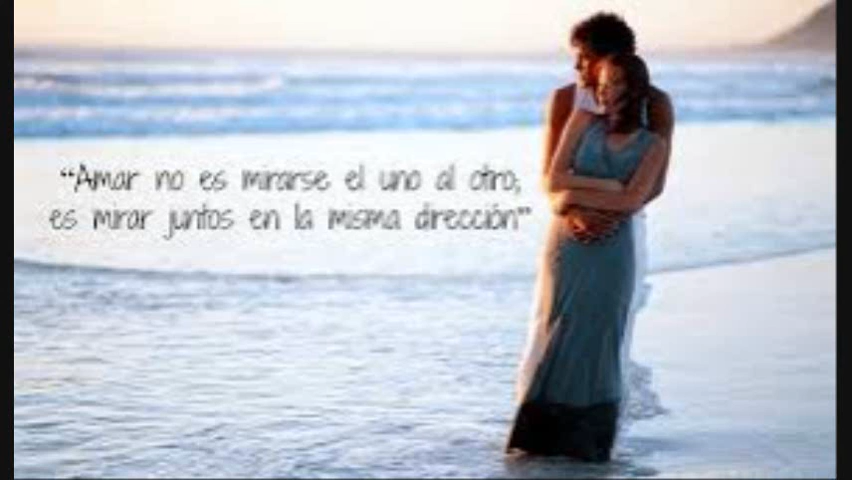 “Amar no es mirarse el uno al otro,
es mirar juntos en la misma dirección”